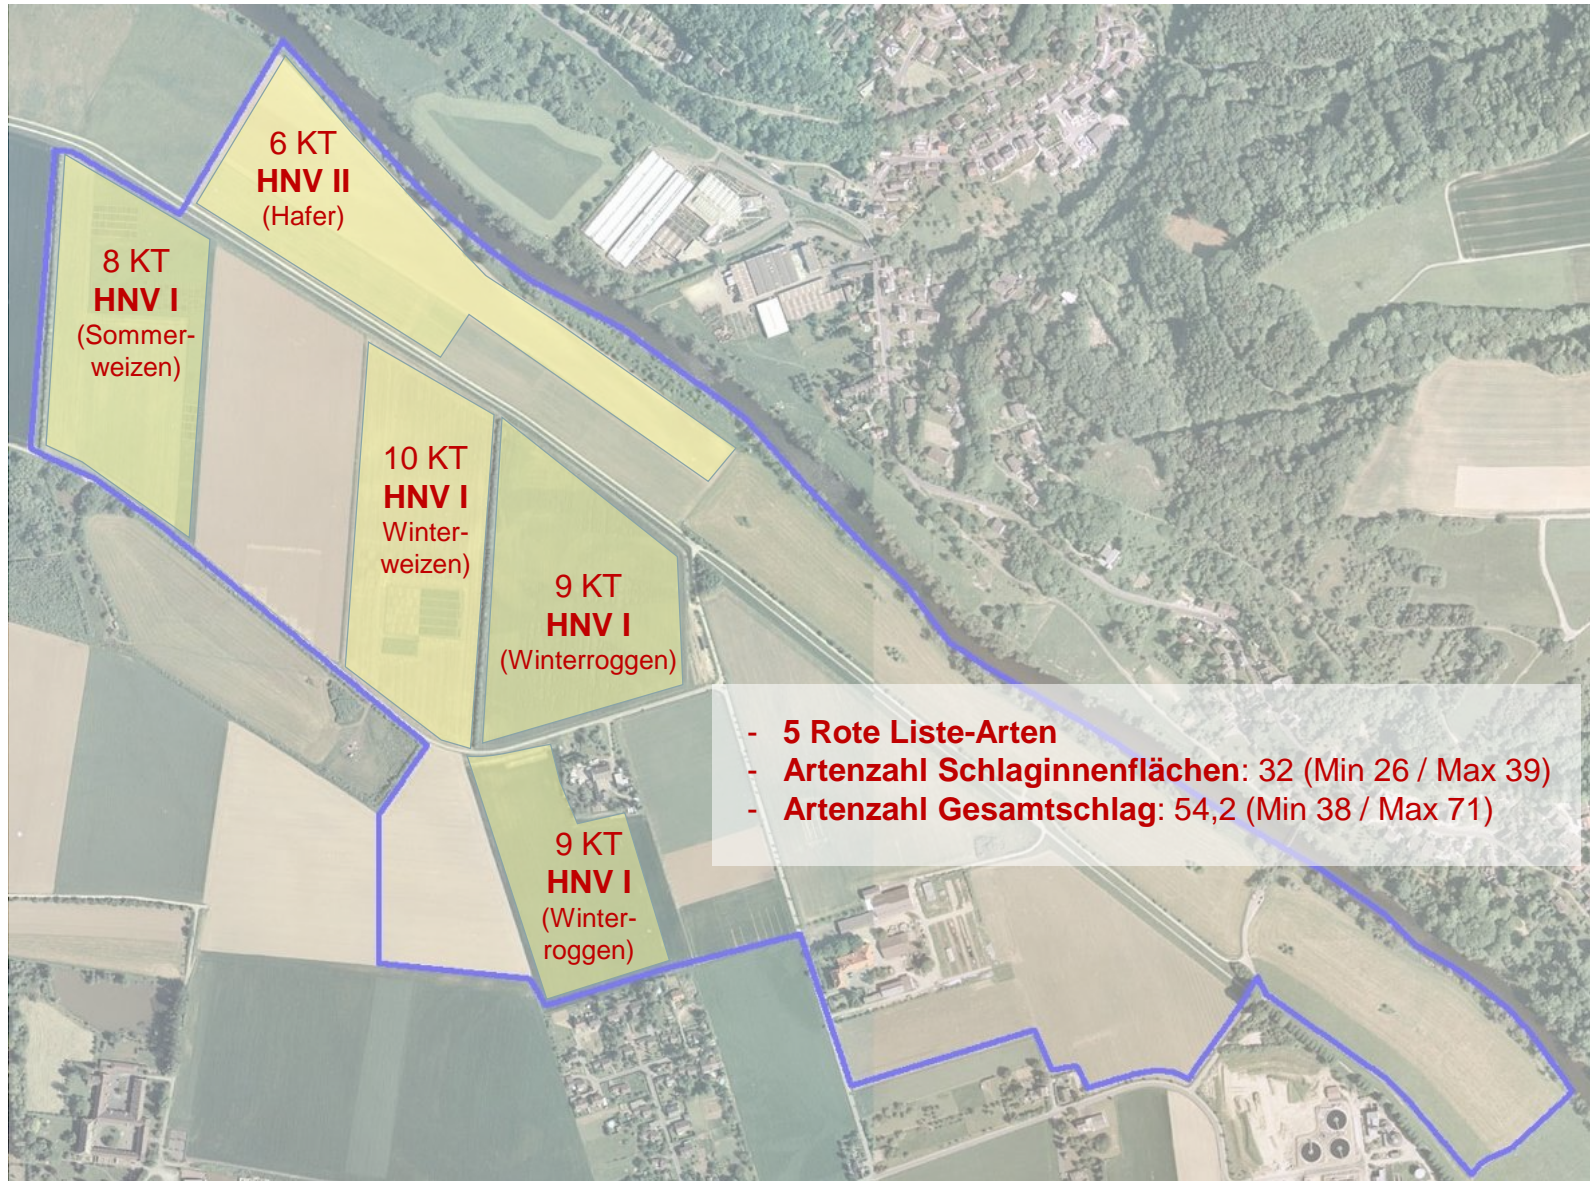 6 KT
HNV II
(Hafer)
8 KT
HNV I
(Sommer-
weizen)
10 KT
HNV I
Winter-
weizen)
9 KT
HNV I
(Winterroggen)
9 KT
HNV I
(Winter-
roggen)
- 5 Rote Liste-Arten
- Artenzahl Schlaginnenflächen: 32 (Min 26 / Max 39)
- Artenzahl Gesamtschlag: 54,2 (Min 38 / Max 71)